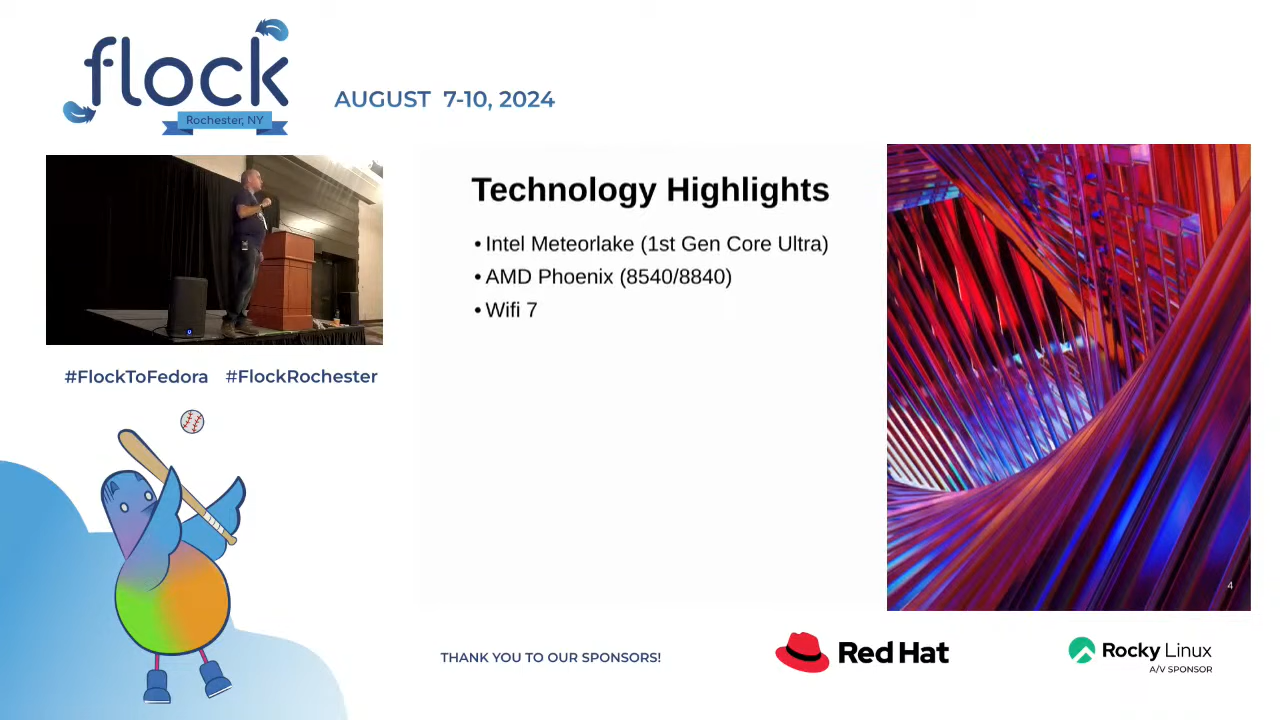 flock
Rochester, NY
AUGUST 7-10, 2024
#FlockToFedora #FlockRochester
Technology Highlights
• Intel Meteorlake (1st Gen Core Ultra)
• AMD Phoenix (8540/8840)
• Wifi 7
4
THANK YOU TO OUR SPONSORS!
Red Hat
Rocky Linux
A/V SPONSOR